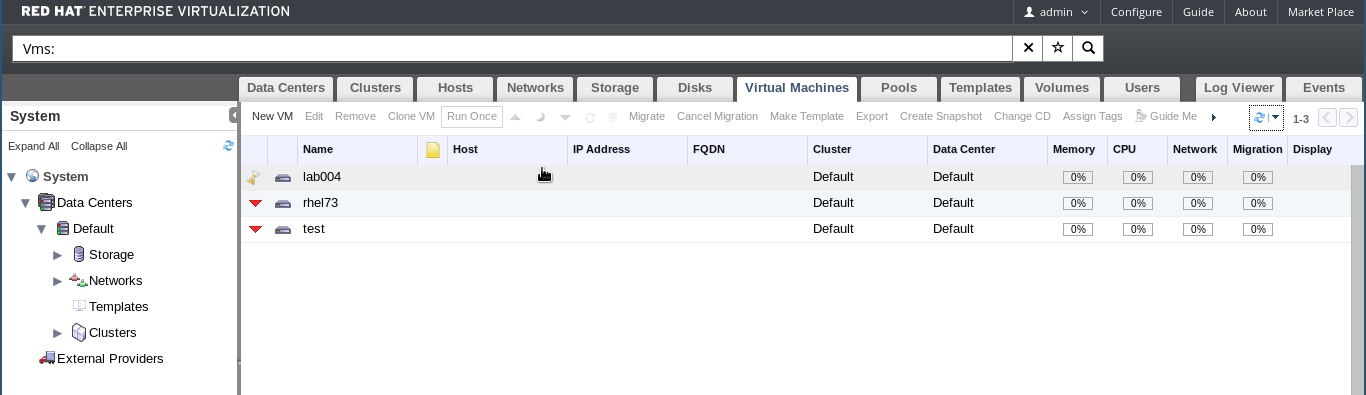 RED HAT ENTERPRISE VIRTUALIZATION admin Configure Guide About Market Place
Vms:
Data Centers Clusters Hosts Networks Storage Disks Virtual Machines Pools Templates Volumes Users Log Viewer Events
System
New VM Edit Remove Clone VM Run Once Migrate Cancel Migration Make Template Export Create Snapshot Change CD Assign Tags Guide Me 1-3
Expand All Collapse All
Name Host IP Address FQDN Cluster Data Center Memory CPU Network Migration Display
System
lab004 Default Default 0% 0% 0% 0%
Data Centers
rhel73 Default Default 0% 0% 0% 0%
Default
test Default Default 0% 0% 0% 0%
Storage
Networks
Templates
Clusters
External Providers